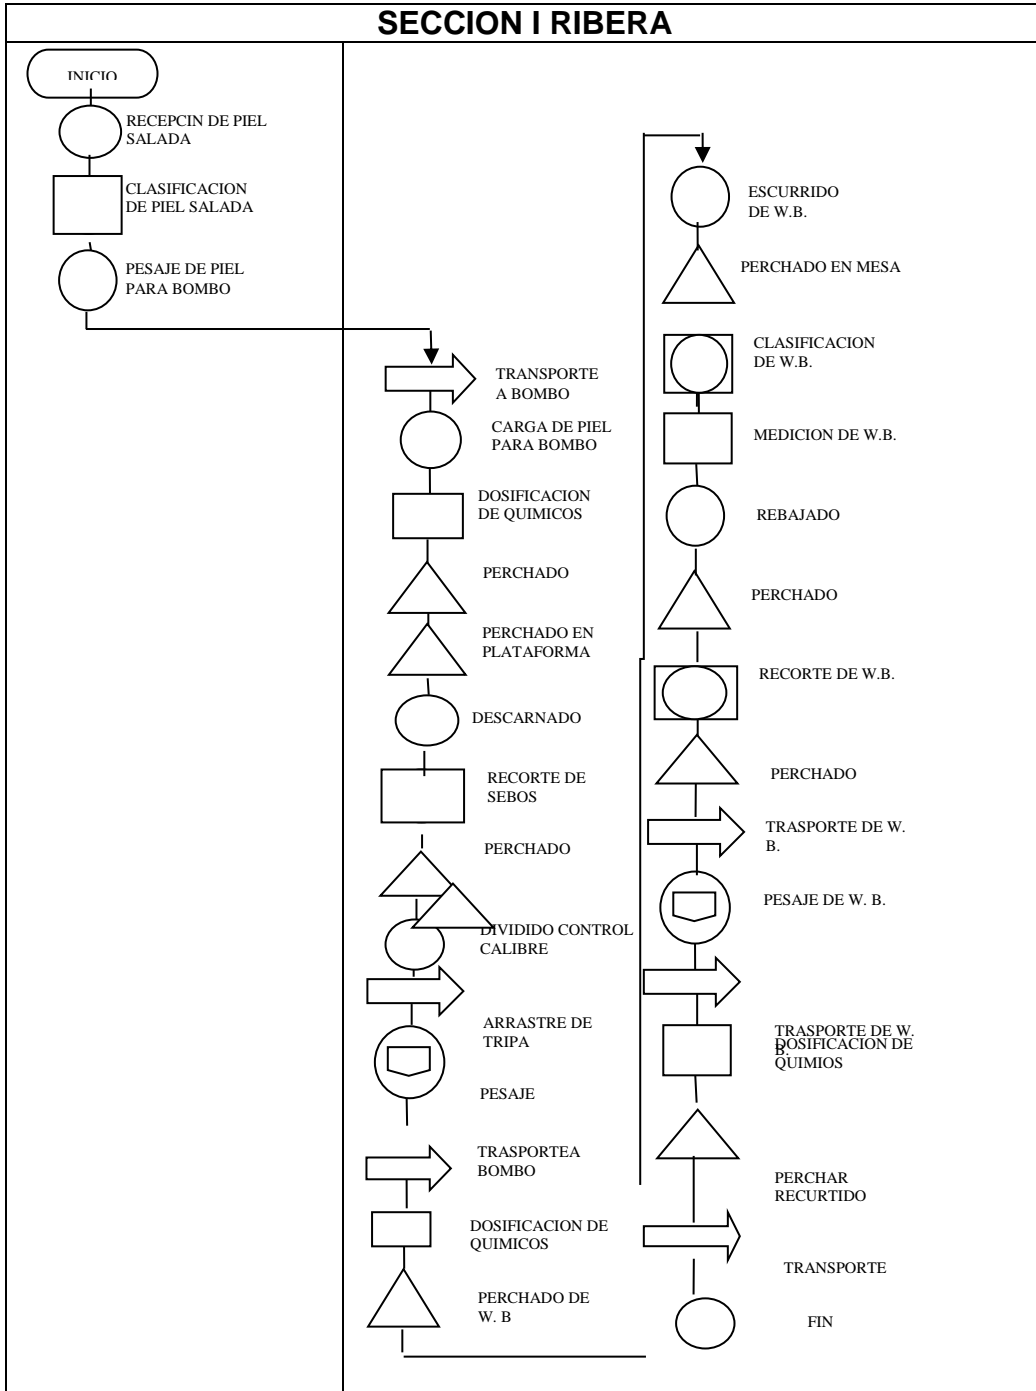 SECCION I RIBERA
INICIO
RECEPCIN DE PIEL
SALADA
CLASIFICACION
DE PIEL SALADA
PESAJE DE PIEL
PARA BOMBO
TRANSPORTE
A BOMBO
CARGA DE PIEL
PARA BOMBO
DOSIFICACION
DE QUIMICOS
PERCHADO
PERCHADO EN
PLATAFORMA
DESCARNADO
RECORTE DE
SEBOS
PERCHADO
DIVIDIDO CONTROL
CALIBRE
ARRASTRE DE
TRIPA
PESAJE
TRASPORTEA
BOMBO
DOSIFICACION DE
QUIMICOS
PERCHADO DE
W. B
ESCURRIDO
DE W.B.
PERCHADO EN MESA
CLASIFICACION
DE W.B.
MEDICION DE W.B.
REBAJADO
PERCHADO
RECORTE DE W.B.
PERCHADO
TRASPORTE DE W.
B.
PESAJE DE W. B.
TRASPORTE DE W.
B.
DOSIFICACION DE
QUIMIOS
PERCHAR
RECURTIDO
TRANSPORTE
FIN